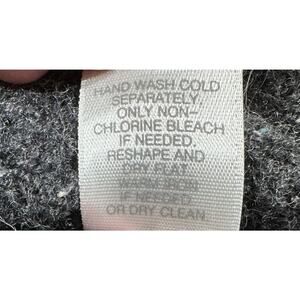 HAND WASH COLD
SEPARATELY,
ONLY NON-
CHLORINE BLEACH
IF NEEDED.
RESHAPE AND
DRY FLAT.
WARM IRON
IF NEEDED
OR DRY CLEAN